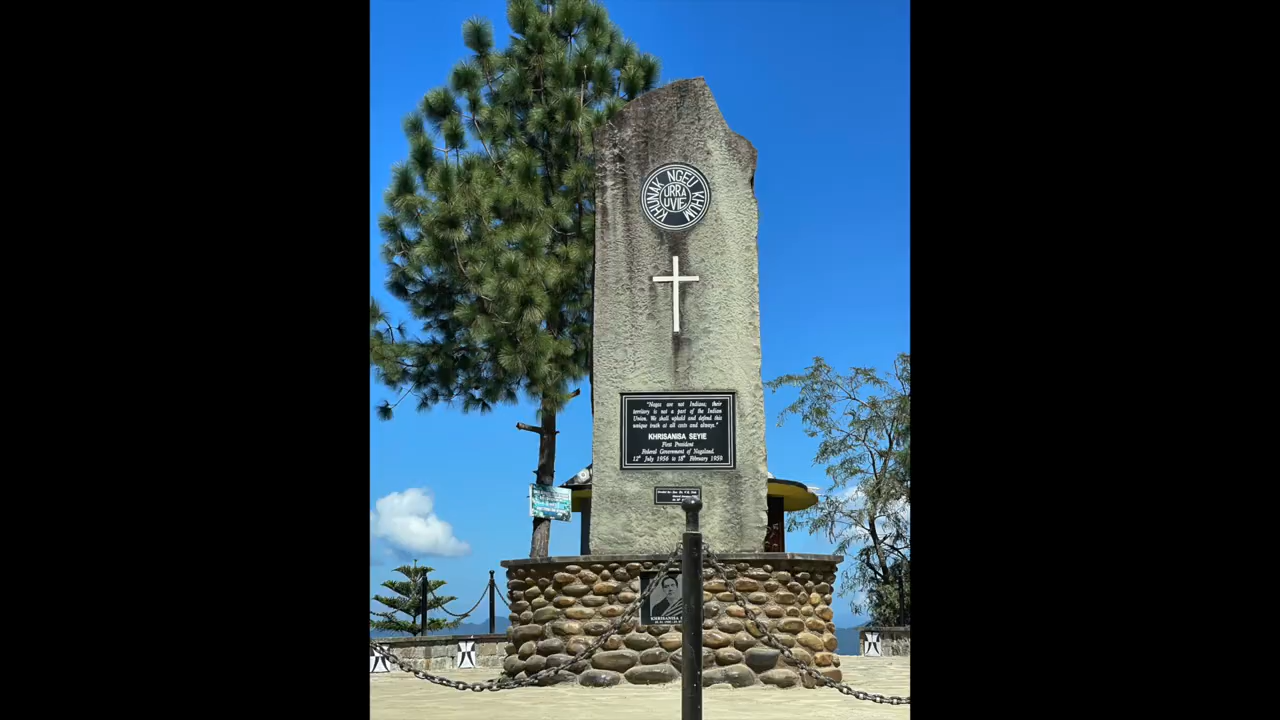 KHUNAK NGEU KHUM
URRA
UVIE
"Nagas are not Indians; their
territory is not a part of the Indian
Union. We shall uphold and defend this
unique truth at all costs and always."
KHRISANISA SEYIE
First President
Federal Government of Nagaland.
12th July 1956 to 18th February 1959
KHRISANISA